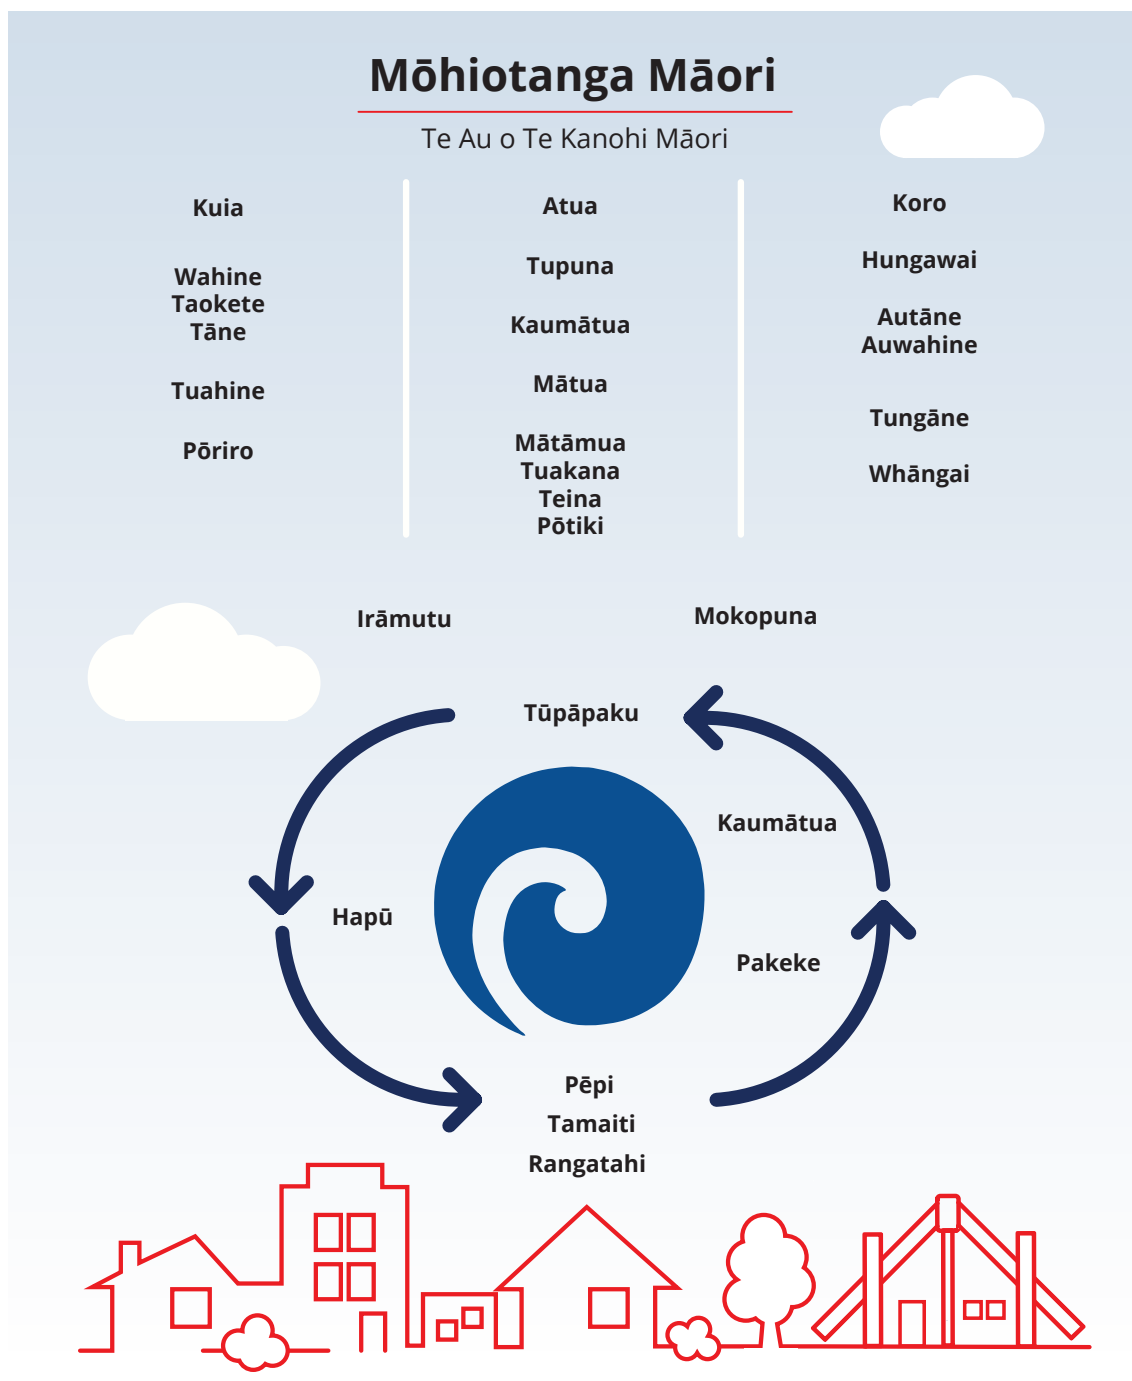 Mōhiotanga Māori
Te Au o Te Kanohi Māori
Kuia
Wahine
Taokete
Tāne
Tuahine
Pōriro
Atua
Tupuna
Kaumātua
Mātua
Mātāmua
Tuakana
Teina
Pōtiki
Koro
Hungawai
Autāne
Auwahine
Tungāne
Whāngai
Irāmutu
Mokopuna
Tūpāpaku
Kaumātua
Hapū
Pakeke
Pēpi
Tamaiti
Rangatahi